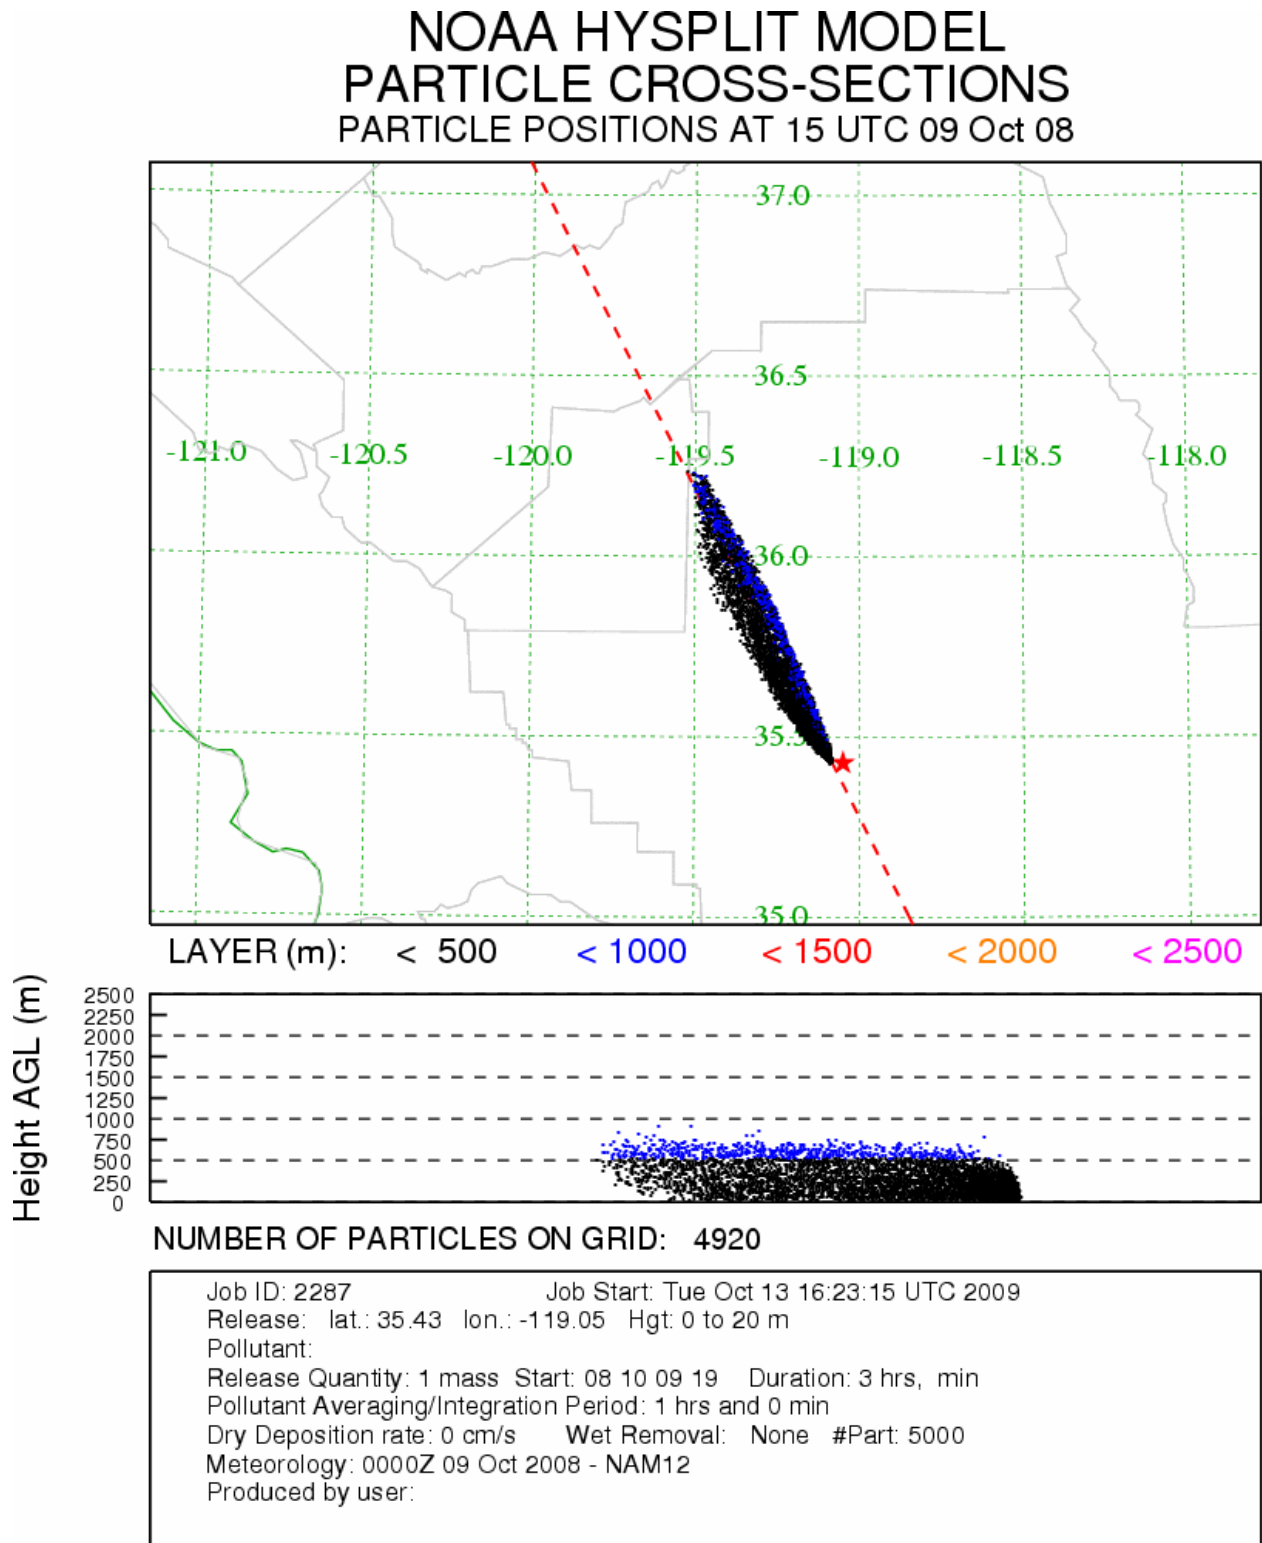 NOAA HYSPLIT MODEL
PARTICLE CROSS-SECTIONS
PARTICLE POSITIONS AT 15 UTC 09 Oct 08
37.0
36.5
-121.0 -120.5 -120.0 -119.5 -119.0 -118.5 -118.0
36.0
35.5
35.0
LAYER (m): < 500 < 1000 < 1500 < 2000 < 2500
Height AGL (m)
2500
2250
2000
1750
1500
1250
1000
750
500
250
0
NUMBER OF PARTICLES ON GRID: 4920
Job ID: 2287 Job Start: Tue Oct 13 16:23:15 UTC 2009
Release: lat.: 35.43 lon.: -119.05 Hgt: 0 to 20 m
Pollutant:
Release Quantity: 1 mass Start: 08 10 09 19 Duration: 3 hrs, min
Pollutant Averaging/Integration Period: 1 hrs and 0 min
Dry Deposition rate: 0 cm/s Wet Removal: None #Part: 5000
Meteorology: 0000Z 09 Oct 2008 - NAM12
Produced by user: